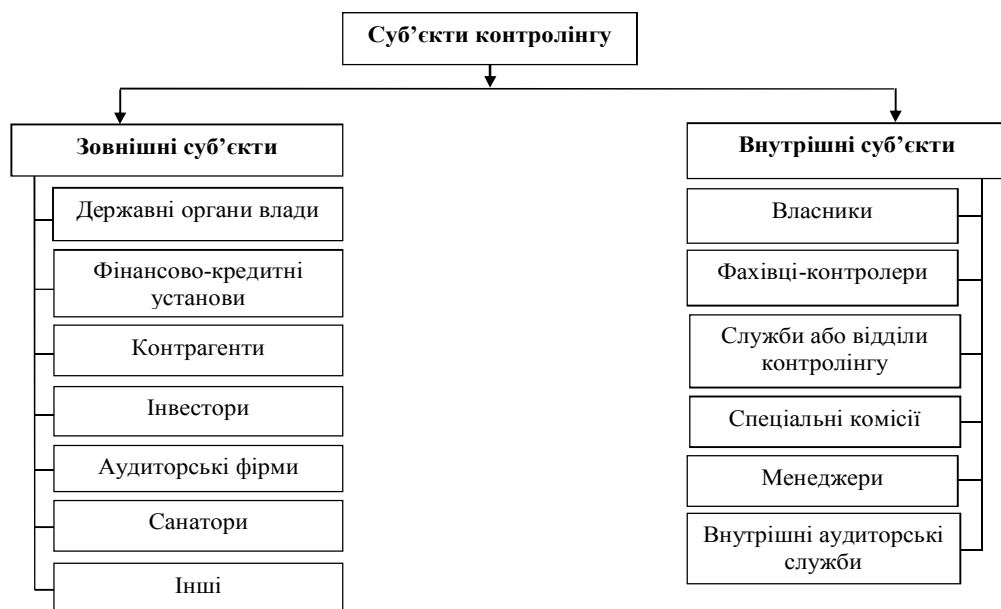 Суб’єкти контролінгу
Зовнішні суб’єкти
Державні органи влади
Фінансово-кредитні
установи
Контрагенти
Інвестори
Аудиторські фірми
Санатори
Інші
Внутрішні суб’єкти
Власники
Фахівці-контролери
Служби або відділи
контролінгу
Спеціальні комісії
Менеджери
Внутрішні аудиторські
служби